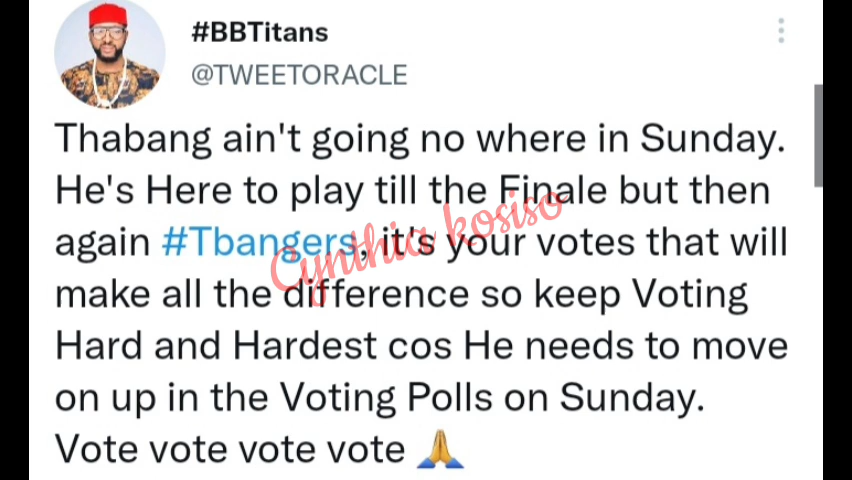 #BBTitans
@TWEETORACLE
Thabang ain't going no where in Sunday.
He's Here to play till the Finale but then
again #Tbangers, it's your votes that will
make all the difference so keep Voting
Hard and Hardest cos He needs to move
on up in the Voting Polls on Sunday.
Vote vote vote vote 🙏
Cynthia kosiso